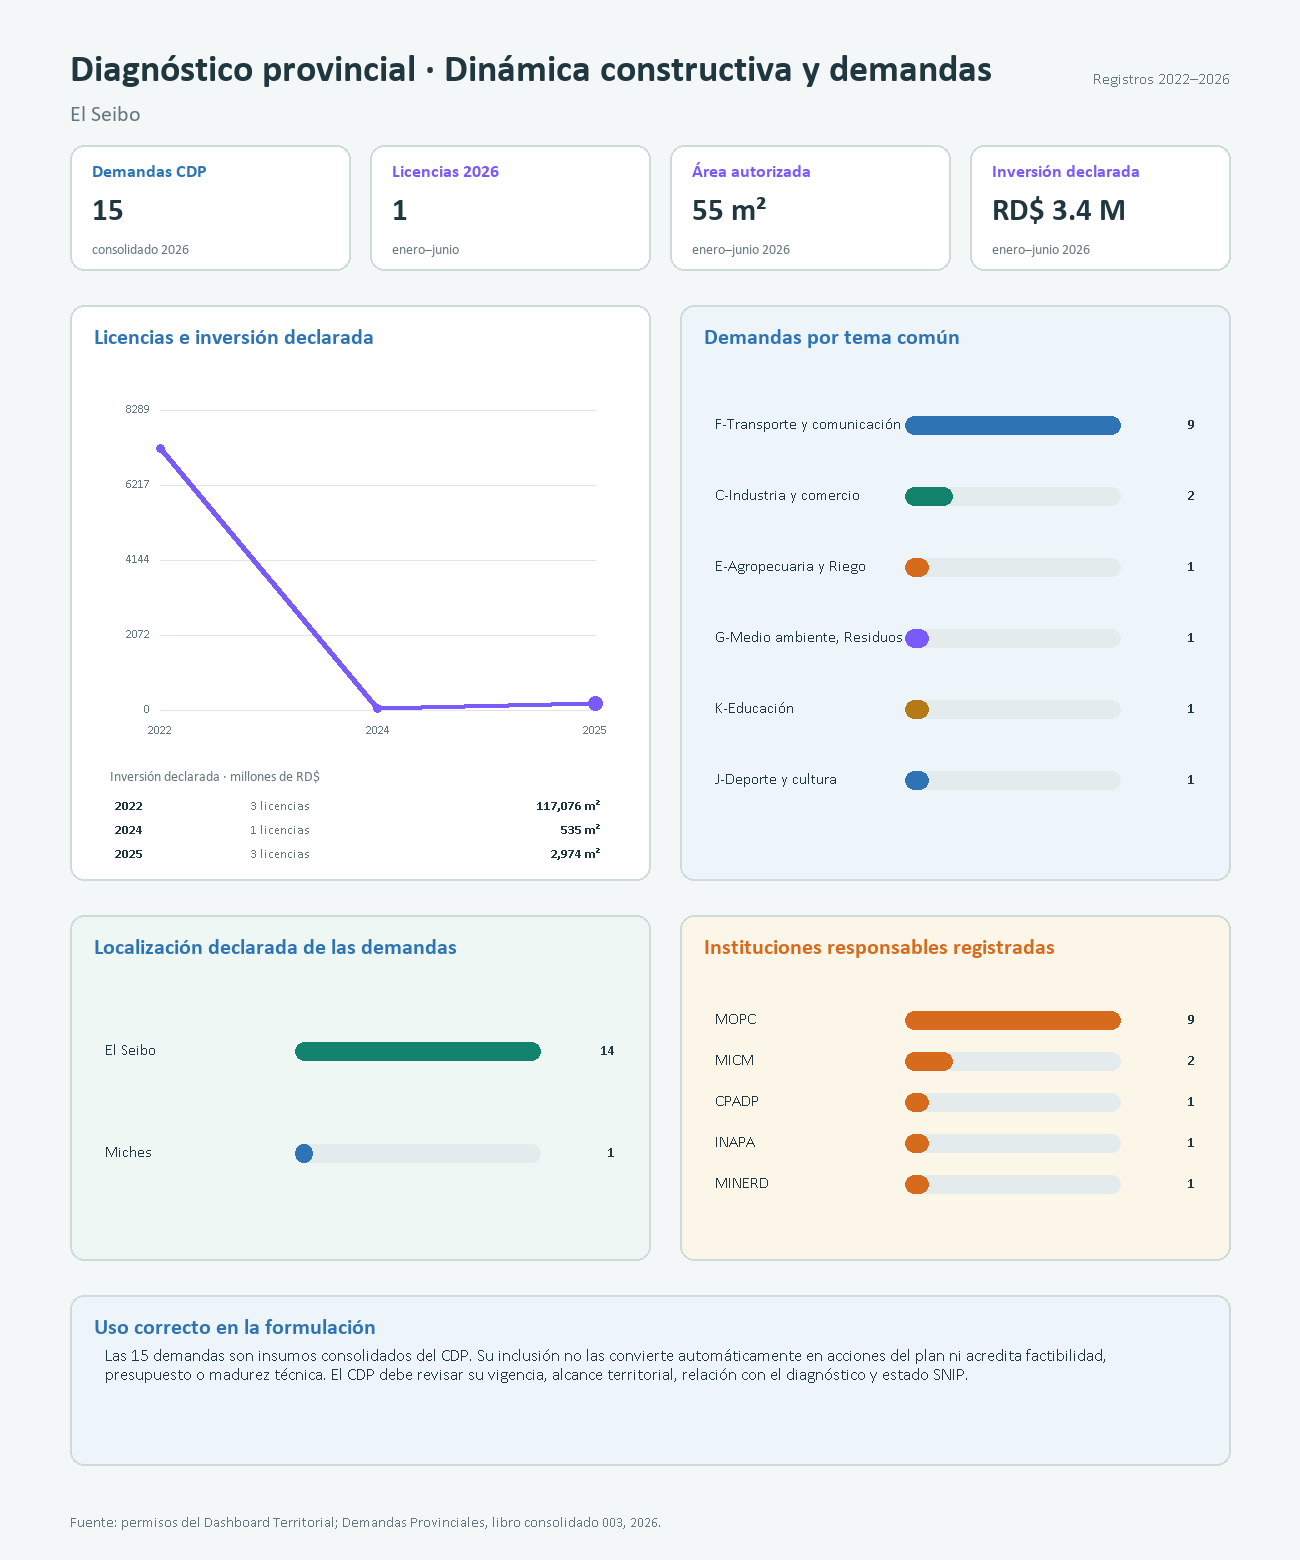 Diagnóstico provincial · Dinámica constructiva y demandas
Registros 2022–2026
El Seibo
Demandas CDP
15
consolidado 2026
Licencias 2026
1
enero–junio
Área autorizada
55 m²
enero–junio 2026
Inversión declarada
RD$ 3.4 M
enero–junio 2026
Licencias e inversión declarada
8289
6217
4144
2072
0
2022
2024
2025
Inversión declarada · millones de RD$
2022 3 licencias 117,076 m²
2024 1 licencias 535 m²
2025 3 licencias 2,974 m²
Demandas por tema común
F-Transporte y comunicación 9
C-Industria y comercio 2
E-Agropecuaria y Riego 1
G-Medio ambiente, Residuos 1
K-Educación 1
J-Deporte y cultura 1
Localización declarada de las demandas
El Seibo 14
Miches 1
Instituciones responsables registradas
MOPC 9
MICM 2
CPADP 1
INAPA 1
MINERD 1
Uso correcto en la formulación
Las 15 demandas son insumos consolidados del CDP. Su inclusión no las convierte automáticamente en acciones del plan ni acredita factibilidad,
presupuesto o madurez técnica. El CDP debe revisar su vigencia, alcance territorial, relación con el diagnóstico y estado SNIP.
Fuente: permisos del Dashboard Territorial; Demandas Provinciales, libro consolidado 003, 2026.